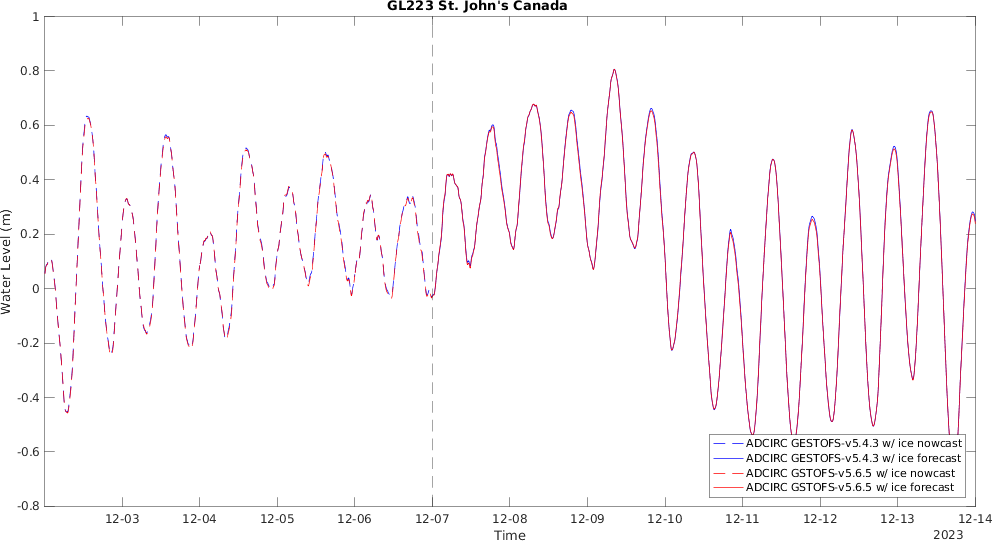 GL223 St. John's Canada
1
0.8
0.6
0.4
0.2
0
-0.2
-0.4
-0.6
-0.8
Water Level (m)
ADCIRC GESTOFS-v5.4.3 w/ ice nowcast
ADCIRC GESTOFS-v5.4.3 w/ ice forecast
ADCIRC GSTOFS-v5.6.5 w/ ice nowcast
ADCIRC GSTOFS-v5.6.5 w/ ice forecast
12-03 12-04 12-05 12-06 12-07 12-08 12-09 12-10 12-11 12-12 12-13 12-14
Time
2023